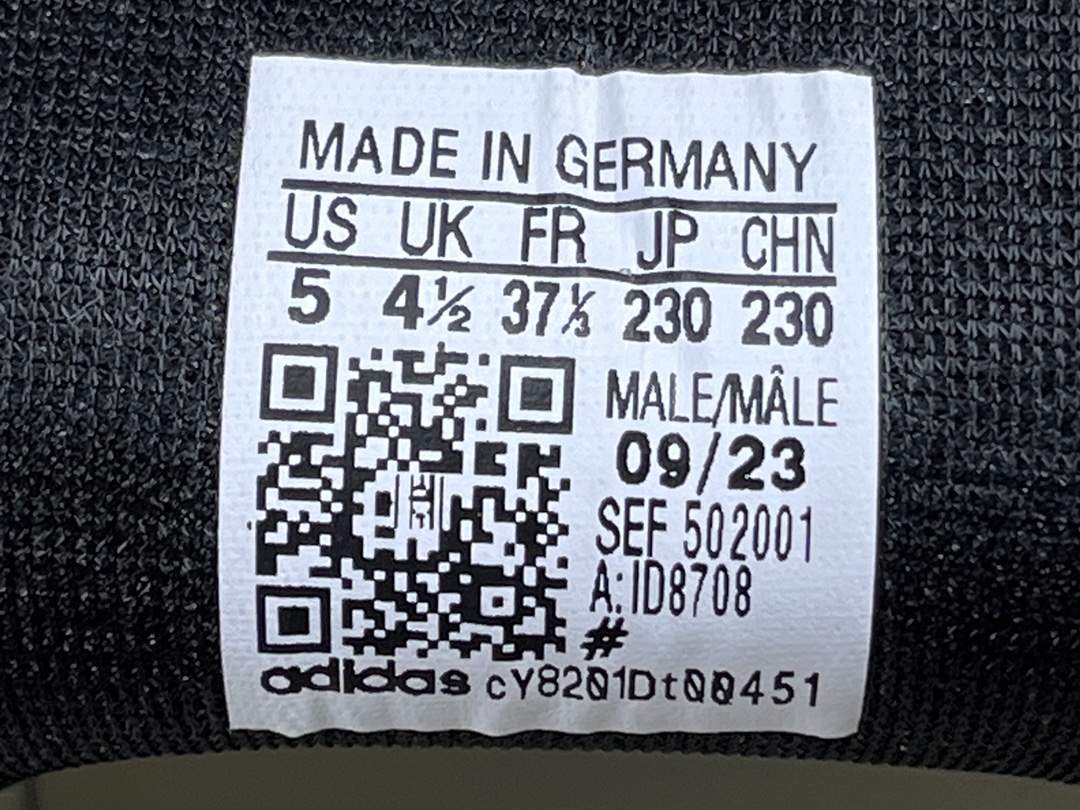 MADE IN GERMANY
US UK FR JP CHN
5 4½ 37⅓ 230 230
MALE/MÂLE
09/23
SEF 502001
A: ID8708
#
adidas cY8201Dt00451